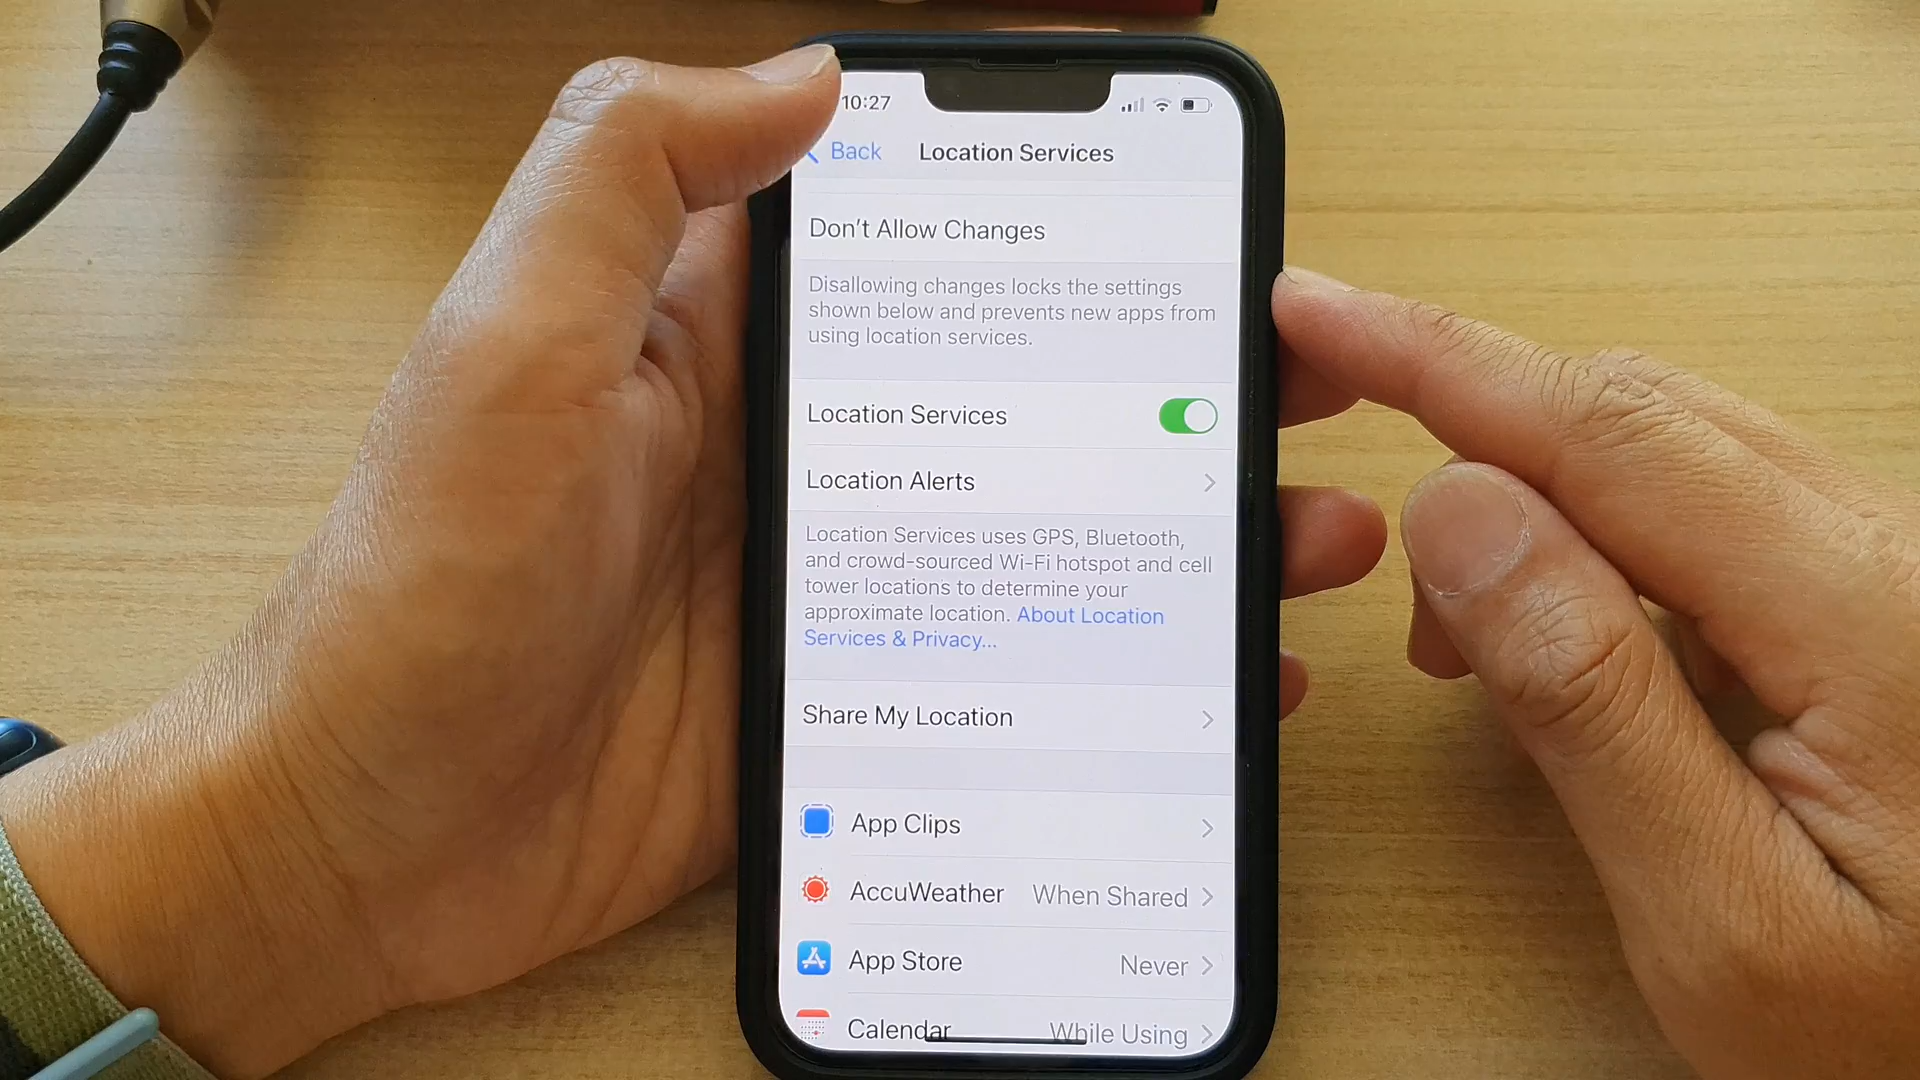 10:27
Back Location Services
Don't Allow Changes
Disallowing changes locks the settings
shown below and prevents new apps from
using location services.
Location Services
Location Alerts
Location Services uses GPS, Bluetooth,
and crowd-sourced Wi-Fi hotspot and cell
tower locations to determine your
approximate location. About Location
Services & Privacy...
Share My Location
App Clips
AccuWeather When Shared
App Store Never
Calendar While Using